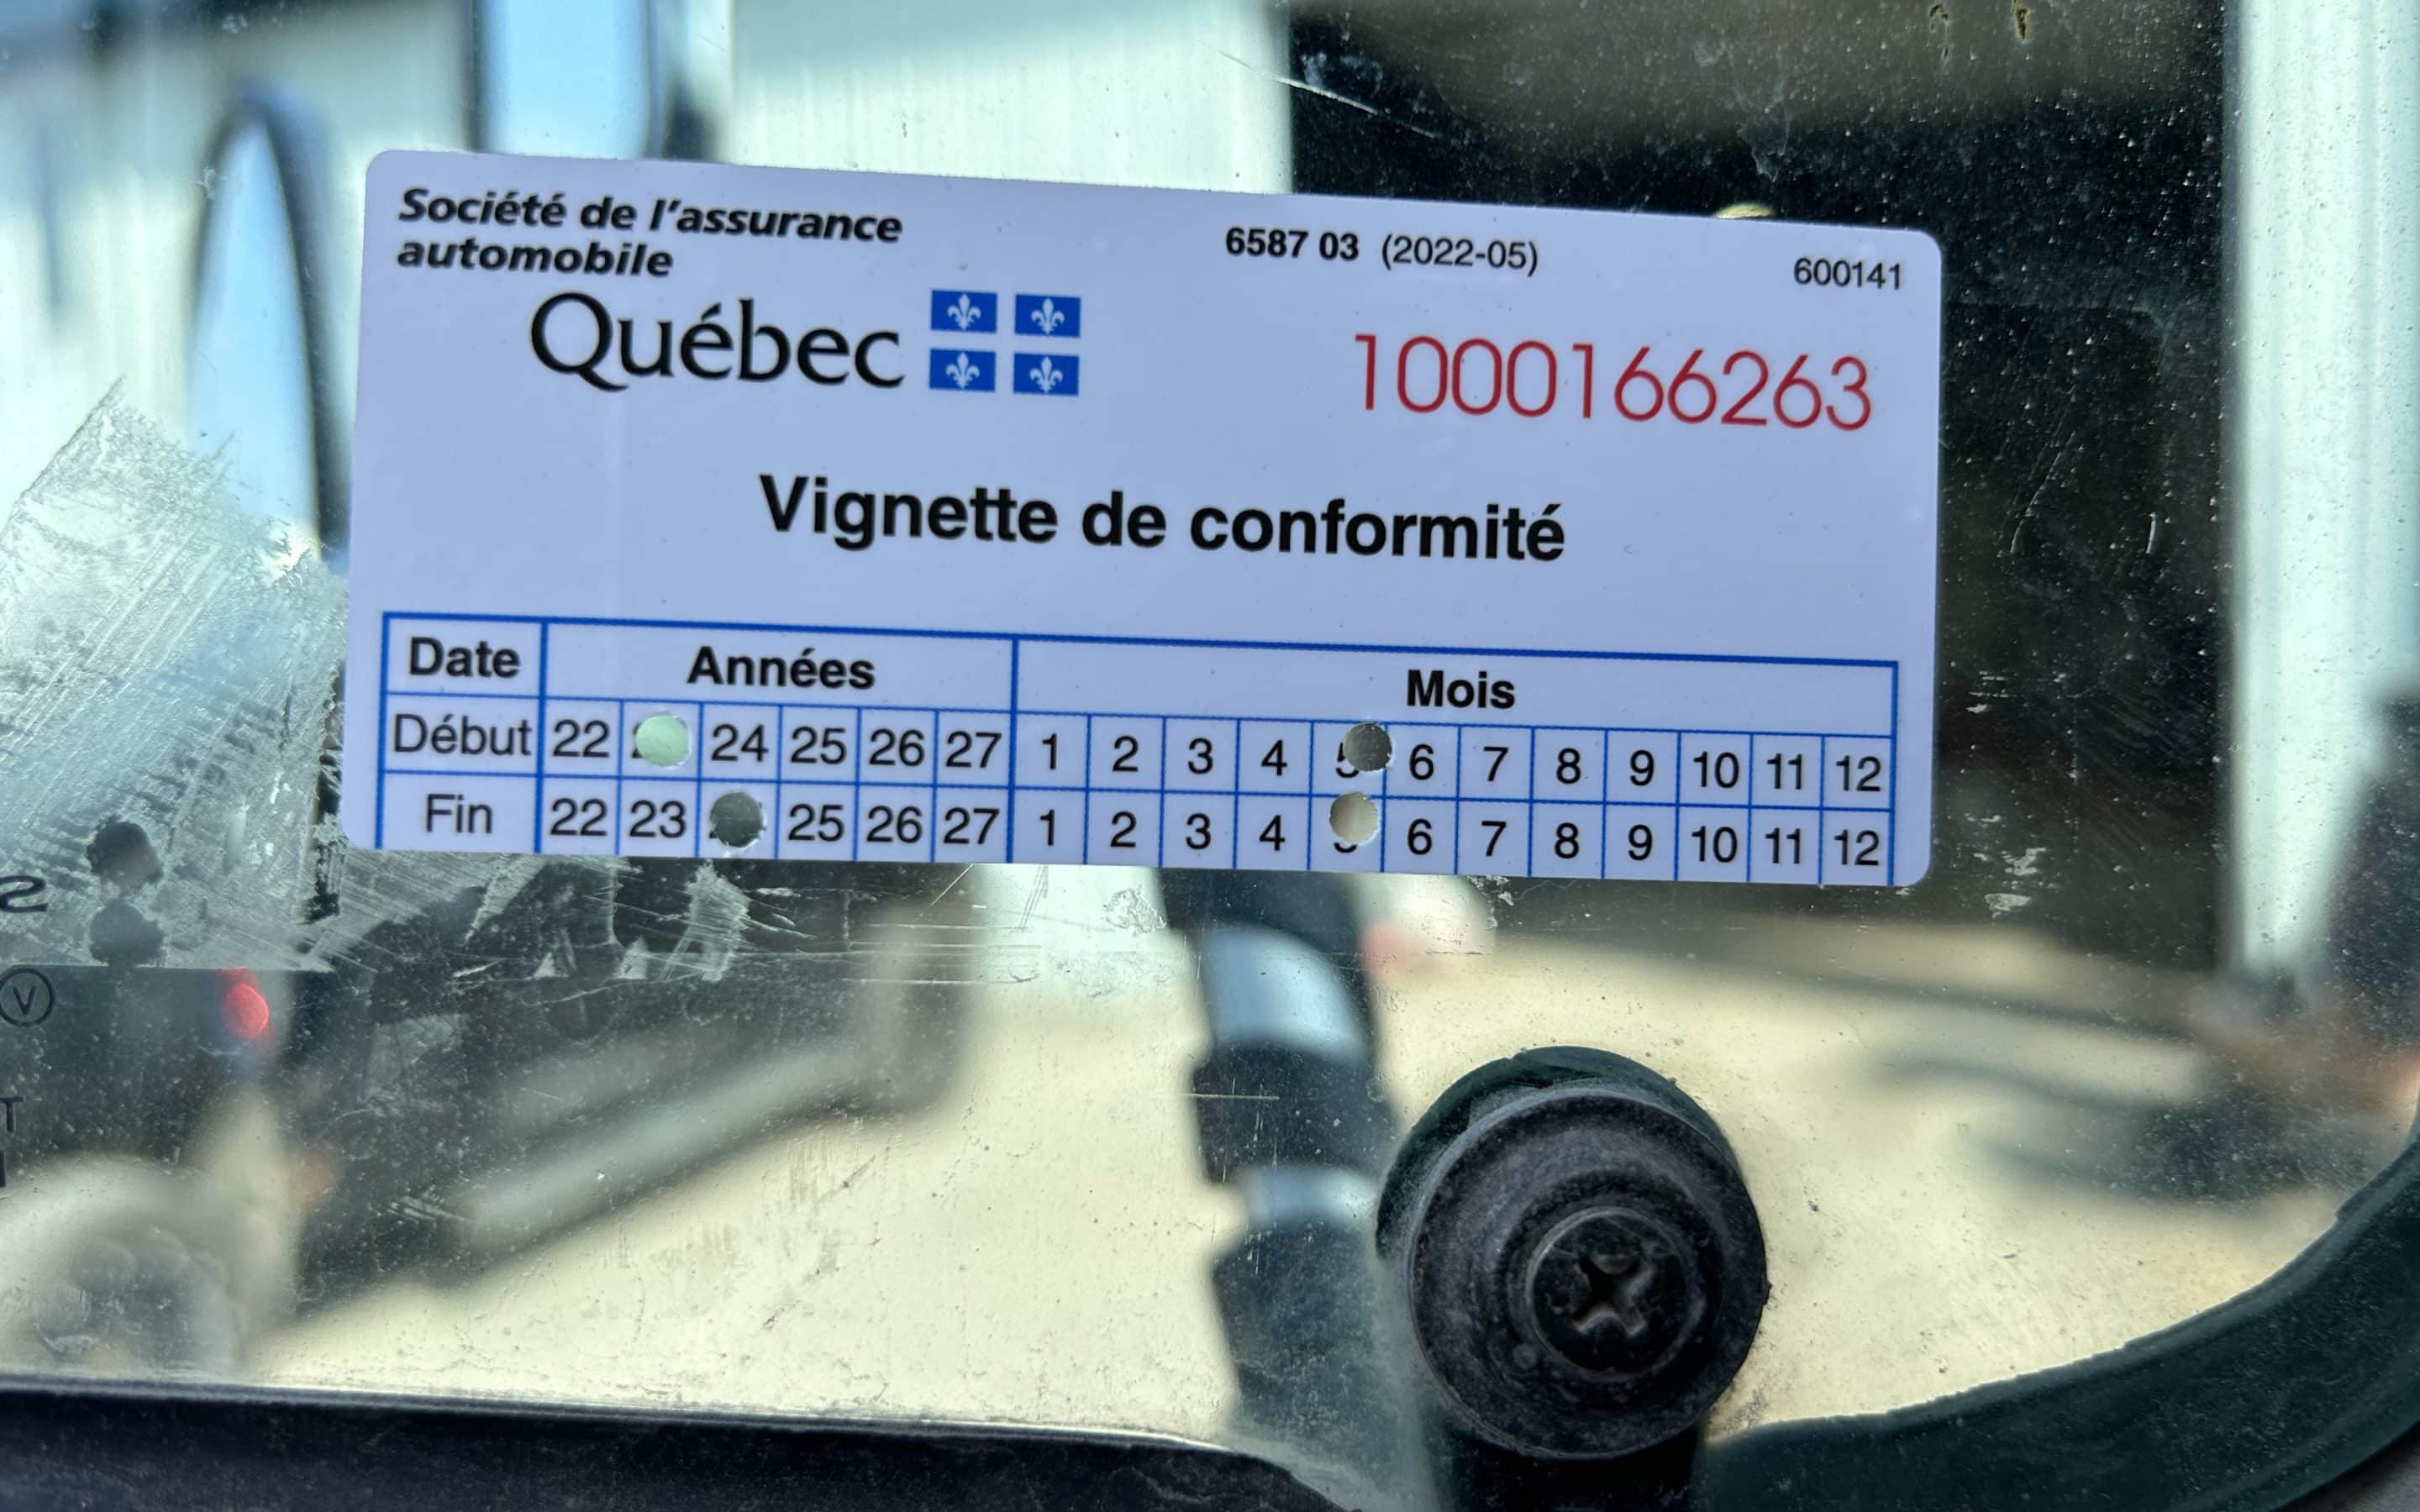 Société de l'assurance
automobile
Québec
6587 03 (2022-05)
600141
1000166263
Vignette de conformité
Date Années Mois
Début 22 24 25 26 27 1 2 3 4 5 6 7 8 9 10 11 12
Fin 22 23 25 26 27 1 2 3 4 6 7 8 9 10 11 12